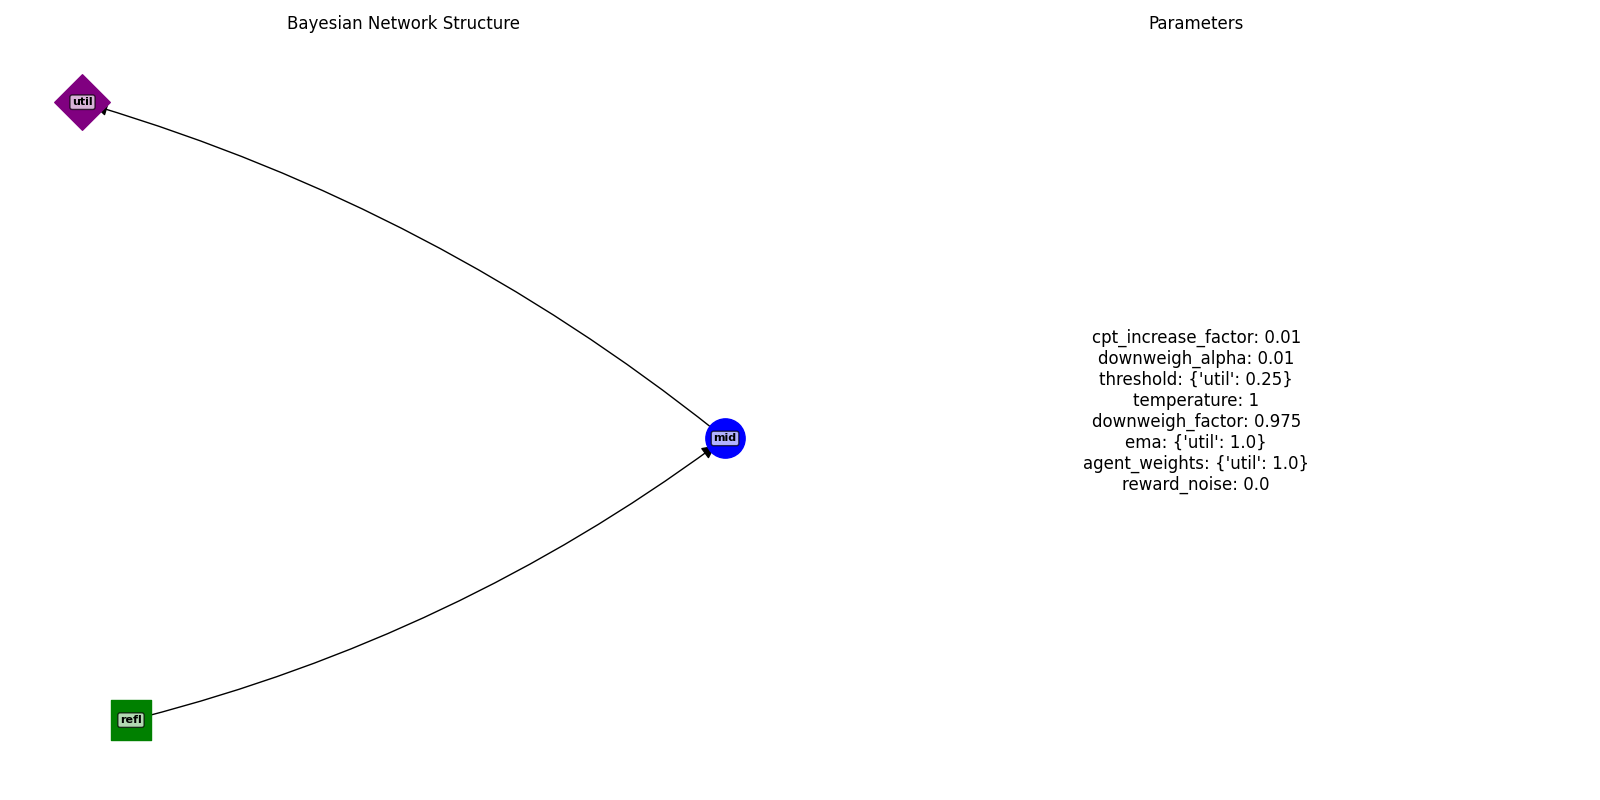 Bayesian Network Structure
util
mid
refl
Parameters
cpt_increase_factor: 0.01
downweigh_alpha: 0.01
threshold: {'util': 0.25}
temperature: 1
downweigh_factor: 0.975
ema: {'util': 1.0}
agent_weights: {'util': 1.0}
reward_noise: 0.0